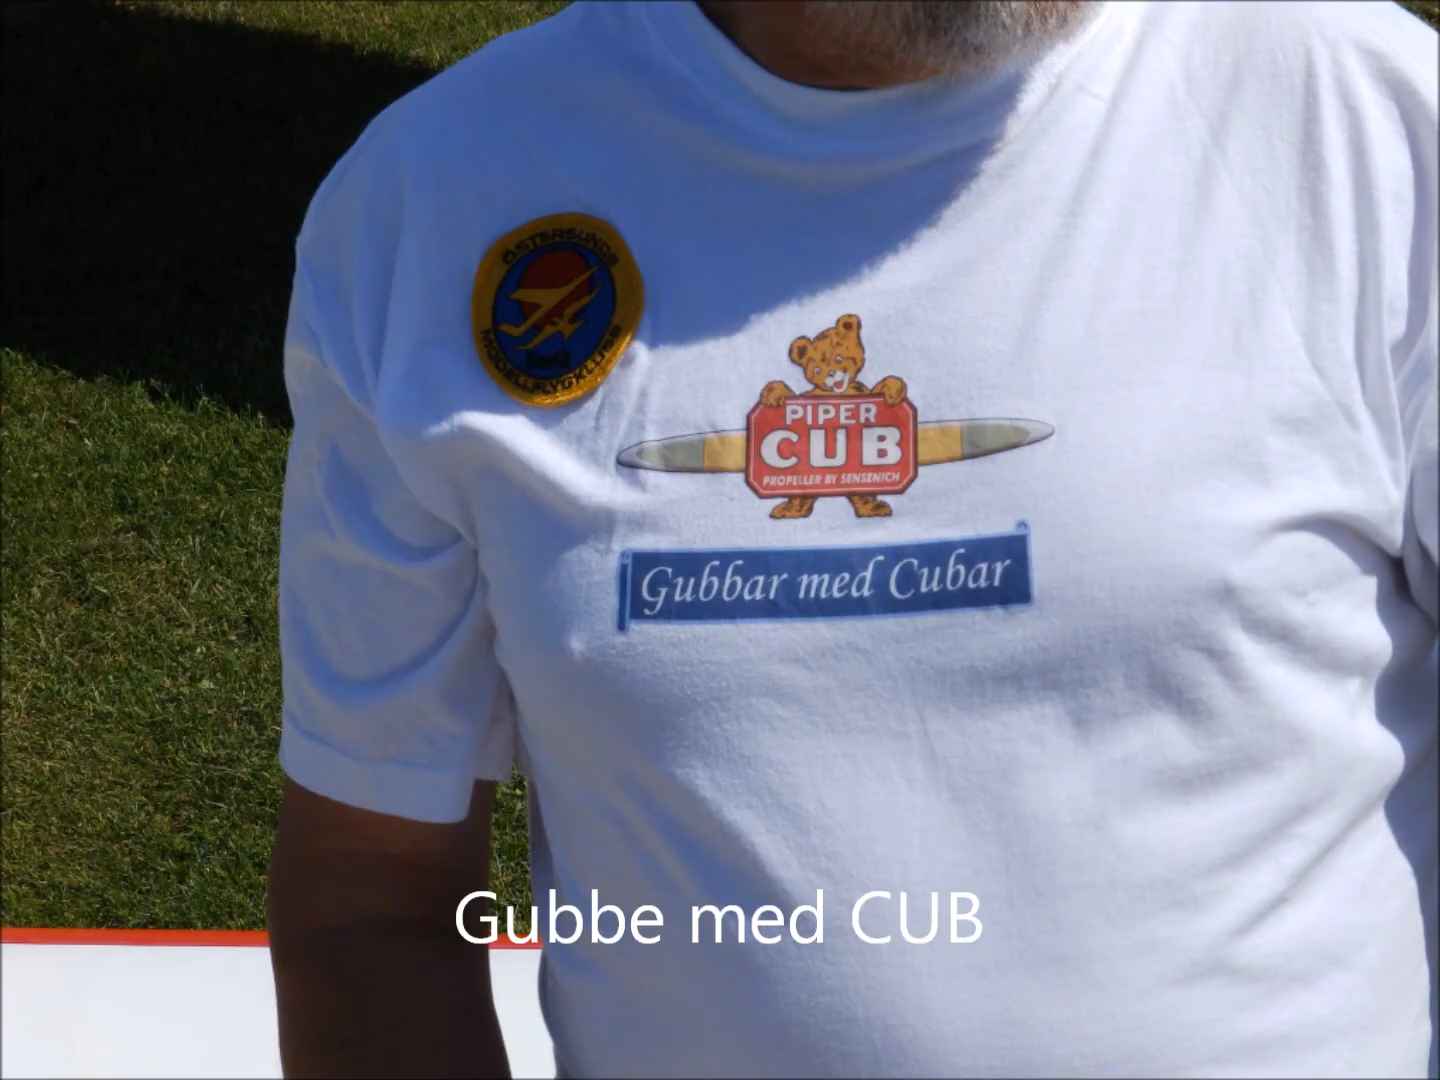 ÖSTERSUNDS
MODELLFLYGKLUBB
PIPER
CUB
PROPELLER BY SENSENICH
Gubbar med Cubar
Gubbe med CUB